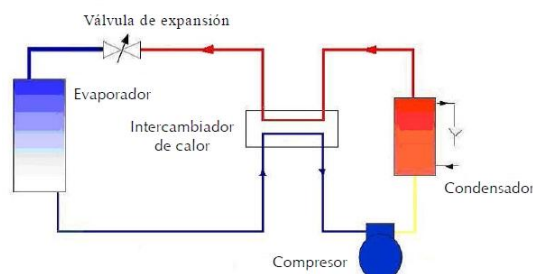 Válvula de expansión
Evaporador
Intercambiador
de calor
Condensador
Compresor